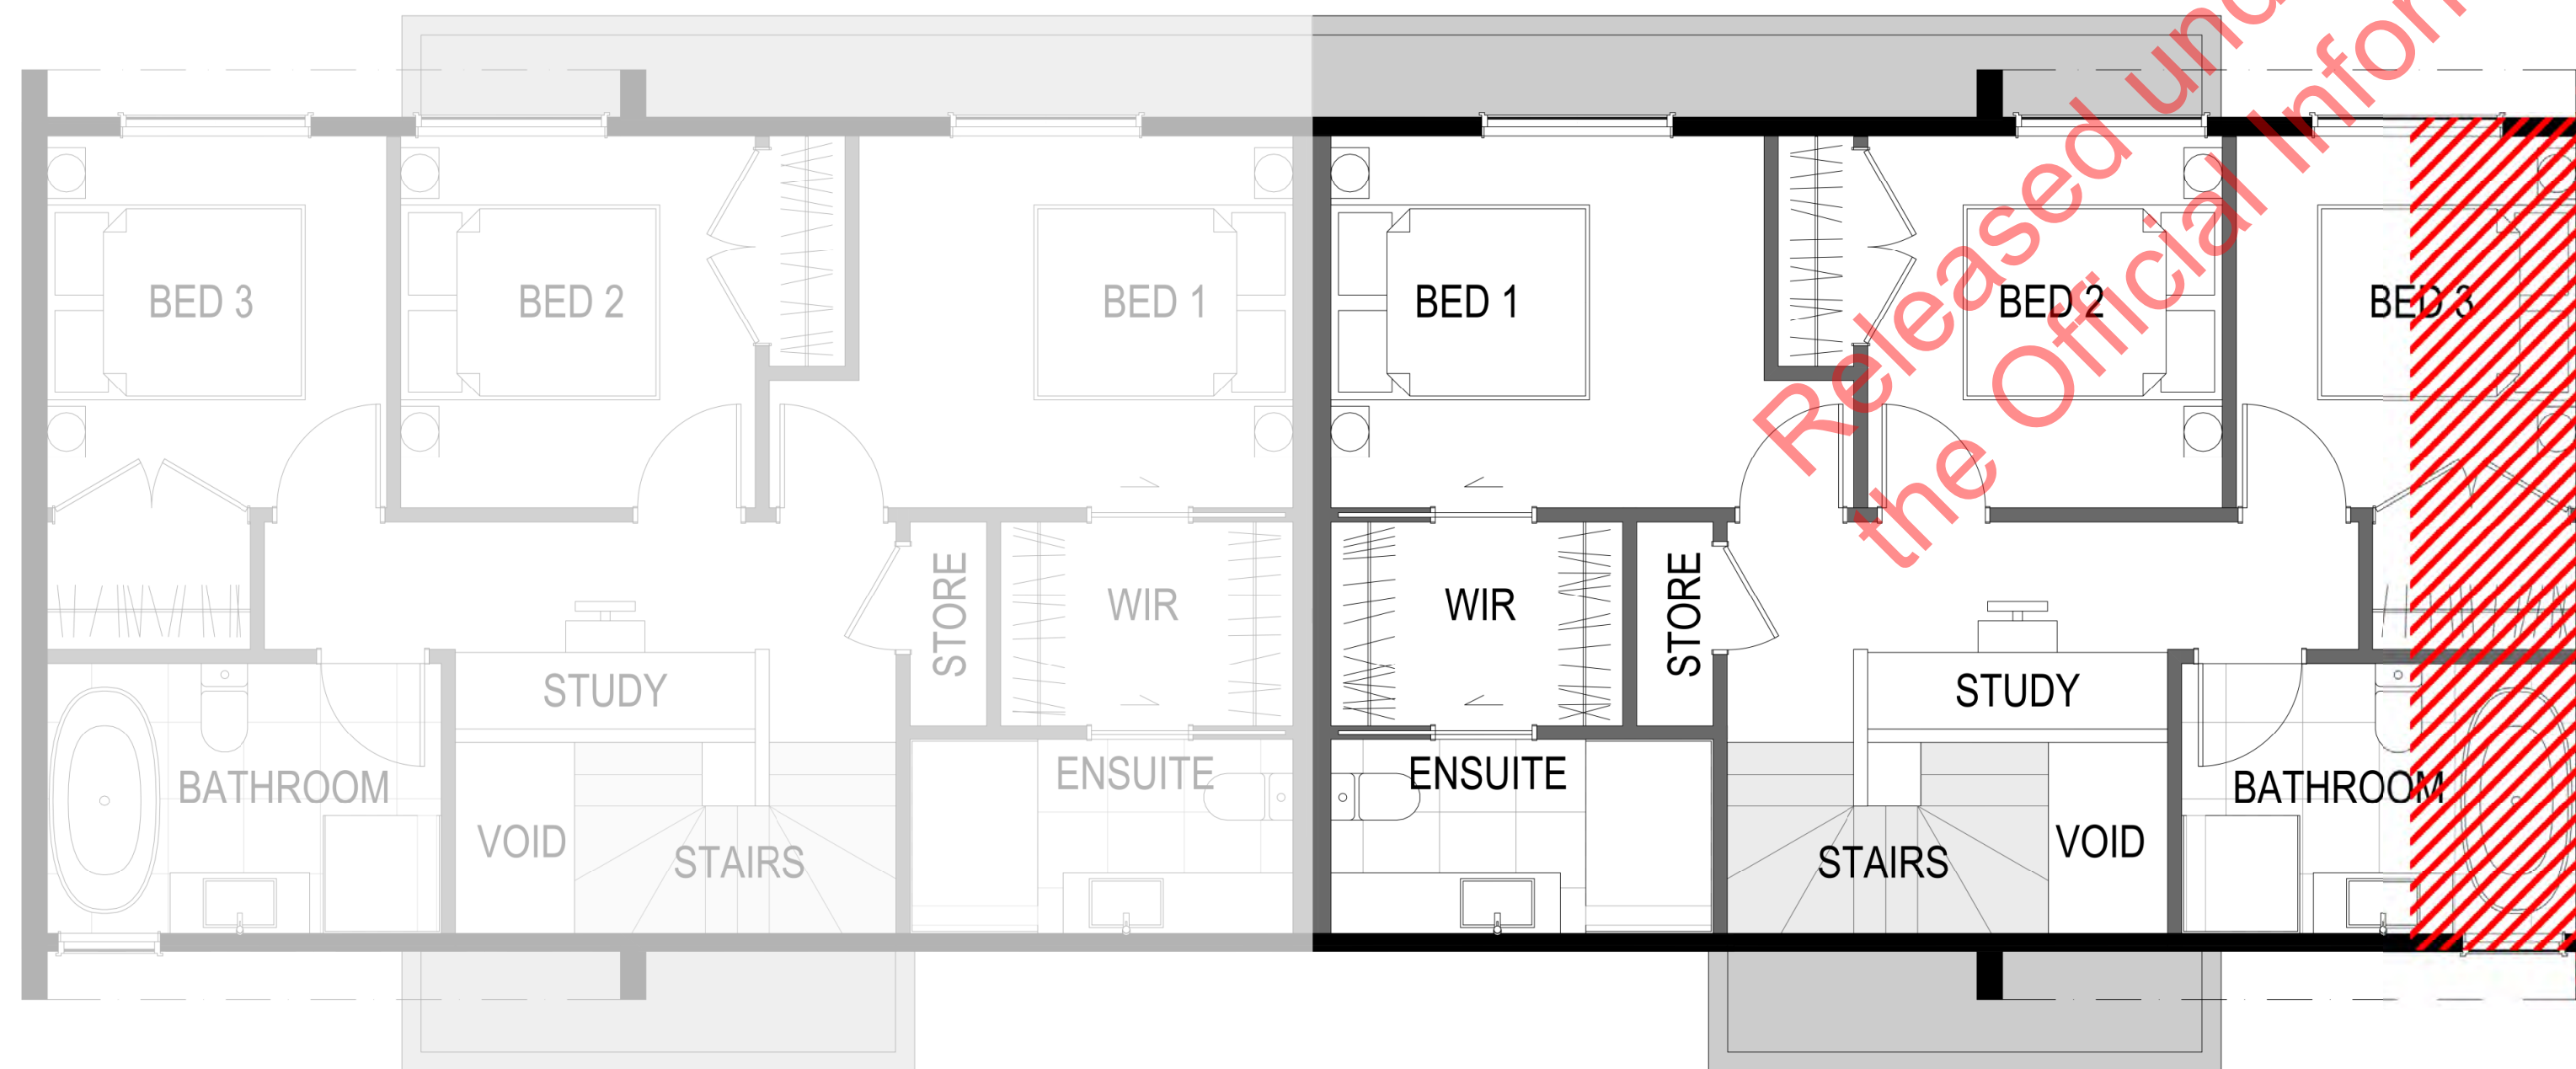 Released und
the Official Infor
BED 3
BED 2
BED 1
BED 1
BED 2
BED 3
STORE
WIR
WIR
STORE
STUDY
STUDY
BATHROOM
ENSUITE
ENSUITE
BATHROOM
VOID
STAIRS
STAIRS
VOID